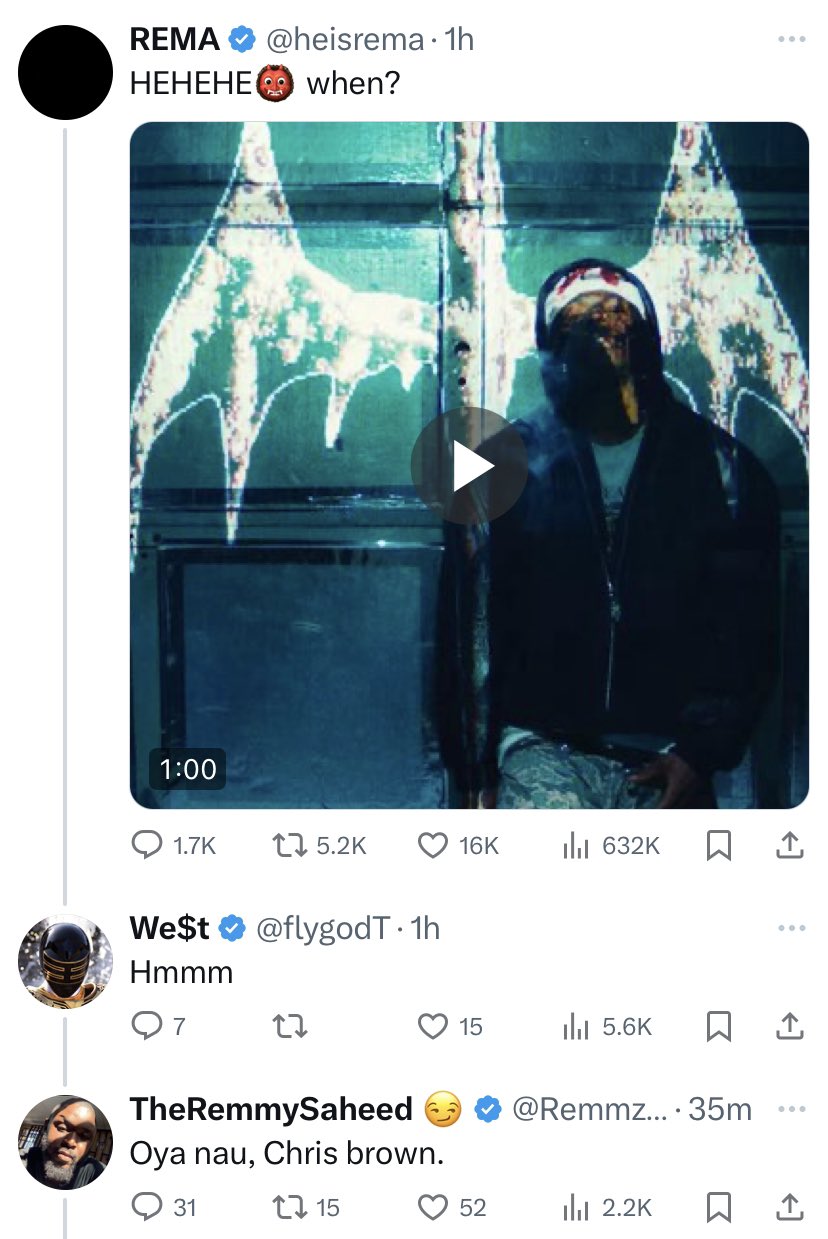 REMA @heisrema · 1h
HEHEHE👹 when?
1:00
1.7K 5.2K 16K 632K
We$t @flygodT · 1h
Hmmm
7 15 5.6K
TheRemmySaheed 😏 @Remmz... · 35m
Oya nau, Chris brown.
31 15 52 2.2K